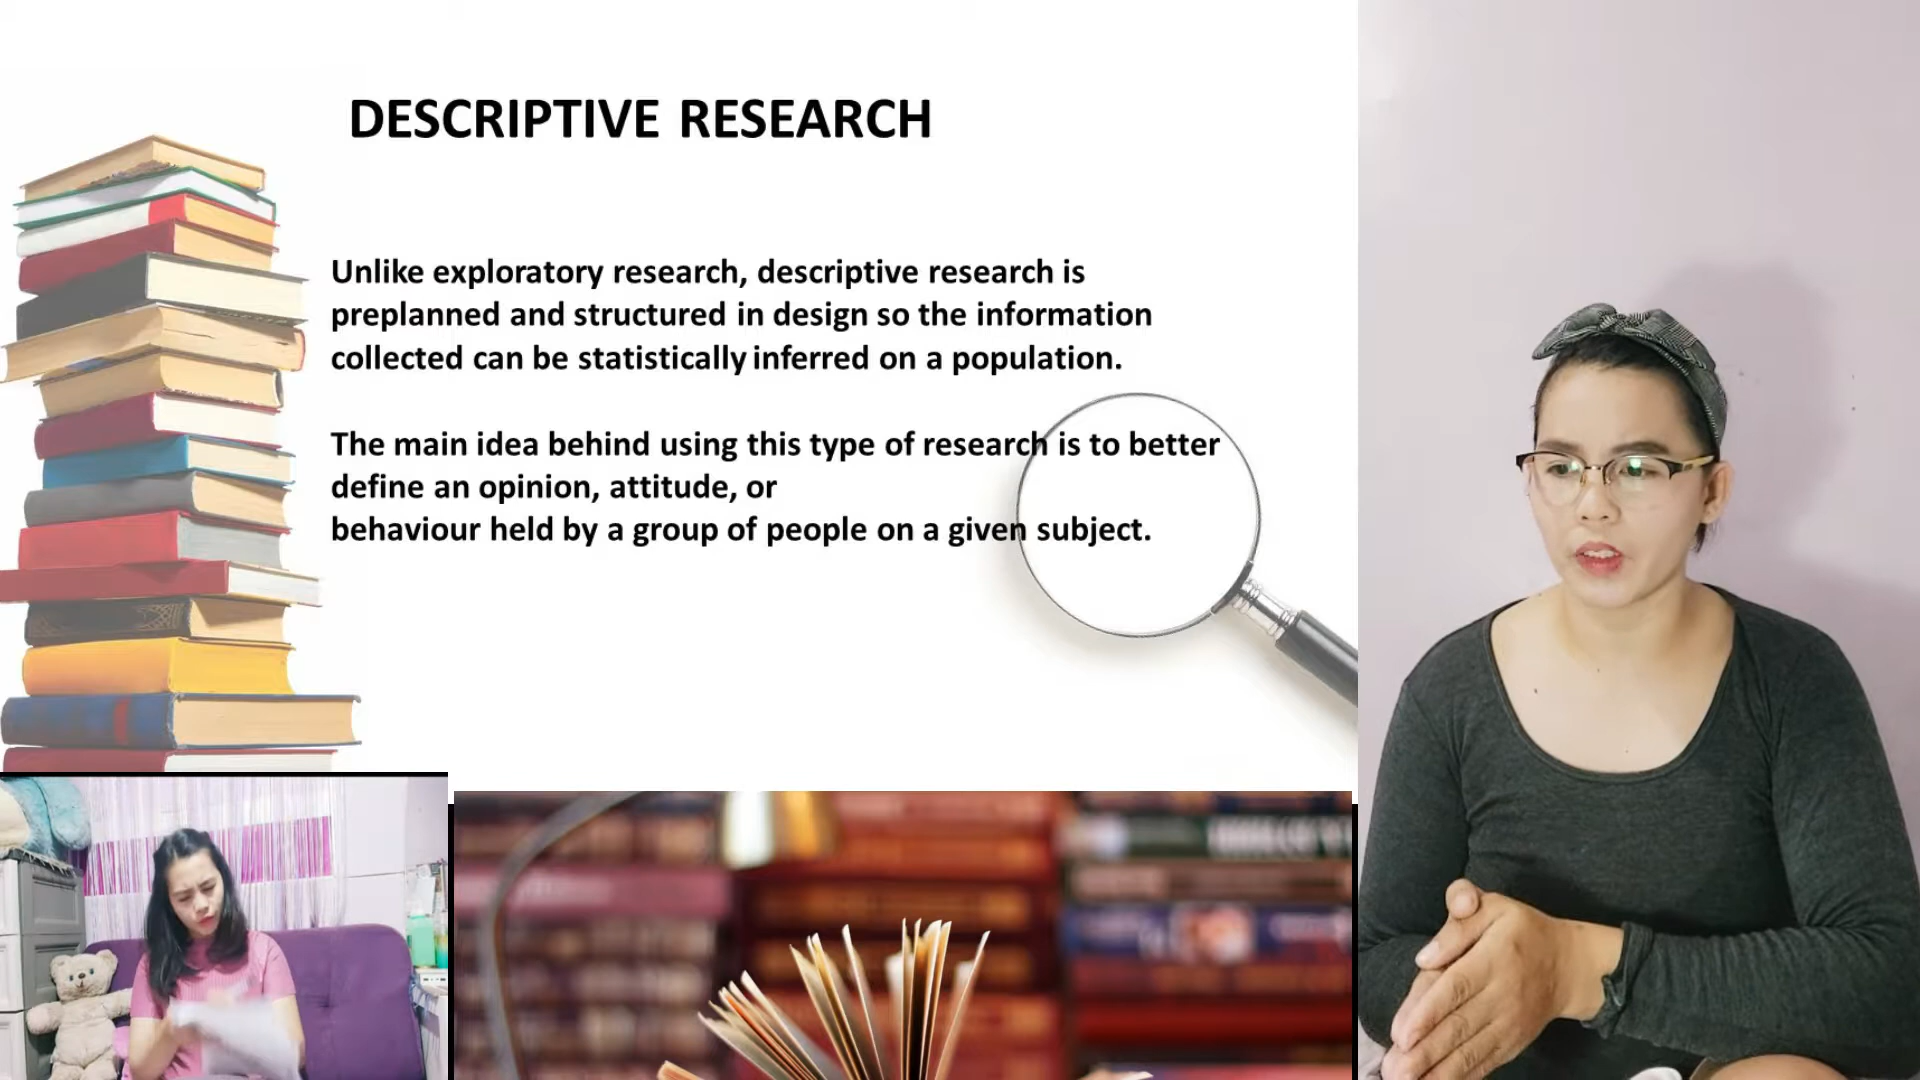 DESCRIPTIVE RESEARCH
Unlike exploratory research, descriptive research is
preplanned and structured in design so the information
collected can be statistically inferred on a population.
The main idea behind using this type of research is to better
define an opinion, attitude, or
behaviour held by a group of people on a given subject.